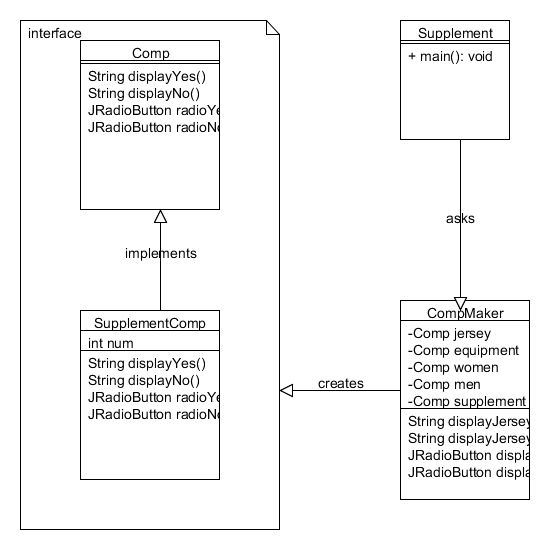 interface
Comp
String displayYes()
String displayNo()
JRadioButton radioYe
JRadioButton radioNo
implements
SupplementComp
int num
String displayYes()
String displayNo()
JRadioButton radioYe
JRadioButton radioNo
Supplement
+ main(): void
asks
creates
CompMaker
-Comp jersey
-Comp equipment
-Comp women
-Comp men
-Comp supplement
String displayJersey
String displayJersey
JRadioButton displa
JRadioButton displa